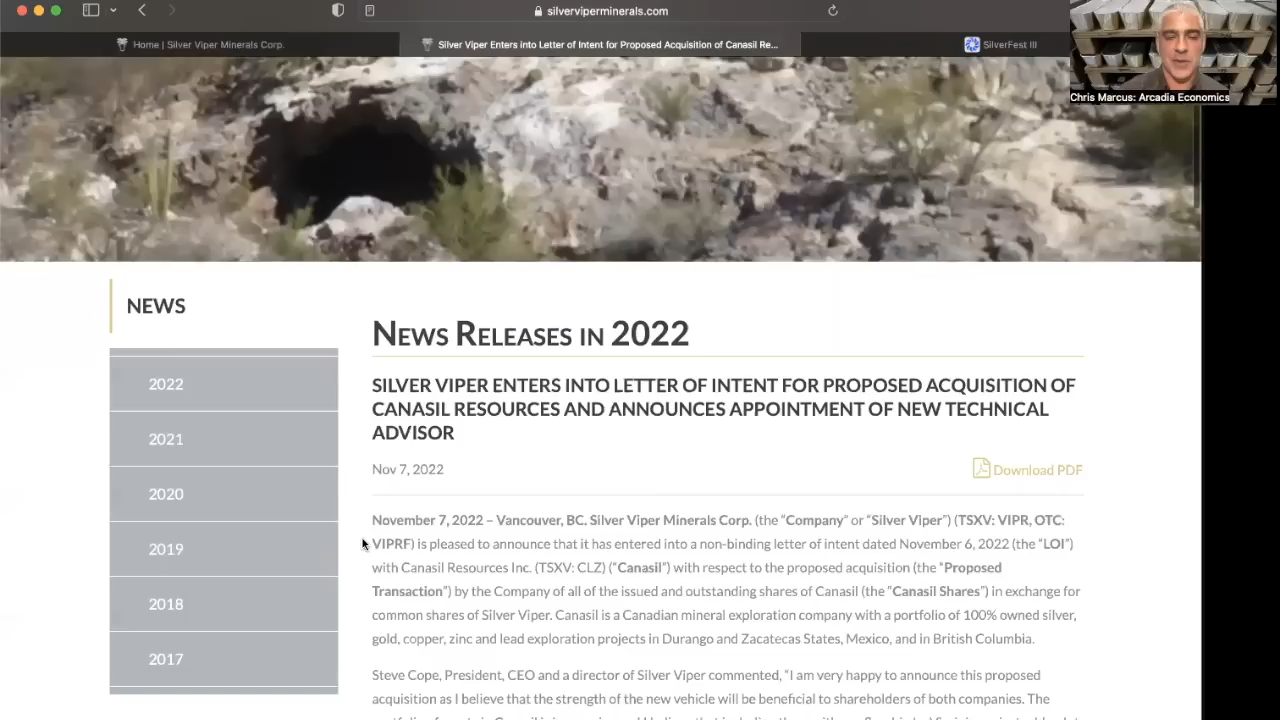 silverviperminerals.com
Home | Silver Viper Minerals Corp.
Silver Viper Enters into Letter of Intent for Proposed Acquisition of Canasil Re...
SilverFest III
Chris Marcus: Arcadia Economics
NEWS
2022
2021
2020
2019
2018
2017
NEWS RELEASES IN 2022
SILVER VIPER ENTERS INTO LETTER OF INTENT FOR PROPOSED ACQUISITION OF
CANASIL RESOURCES AND ANNOUNCES APPOINTMENT OF NEW TECHNICAL
ADVISOR
Nov 7, 2022
Download PDF
November 7, 2022 – Vancouver, BC. Silver Viper Minerals Corp. (the “Company” or “Silver Viper”) (TSXV: VIPR, OTC:
VIPRF) is pleased to announce that it has entered into a non-binding letter of intent dated November 6, 2022 (the “LOI”)
with Canasil Resources Inc. (TSXV: CLZ) (“Canasil”) with respect to the proposed acquisition (the “Proposed
Transaction”) by the Company of all of the issued and outstanding shares of Canasil (the “Canasil Shares”) in exchange for
common shares of Silver Viper. Canasil is a Canadian mineral exploration company with a portfolio of 100% owned silver,
gold, copper, zinc and lead exploration projects in Durango and Zacatecas States, Mexico, and in British Columbia.
Steve Cope, President, CEO and a director of Silver Viper commented, “I am very happy to announce this proposed
acquisition as I believe that the strength of the new vehicle will be beneficial to shareholders of both companies. The